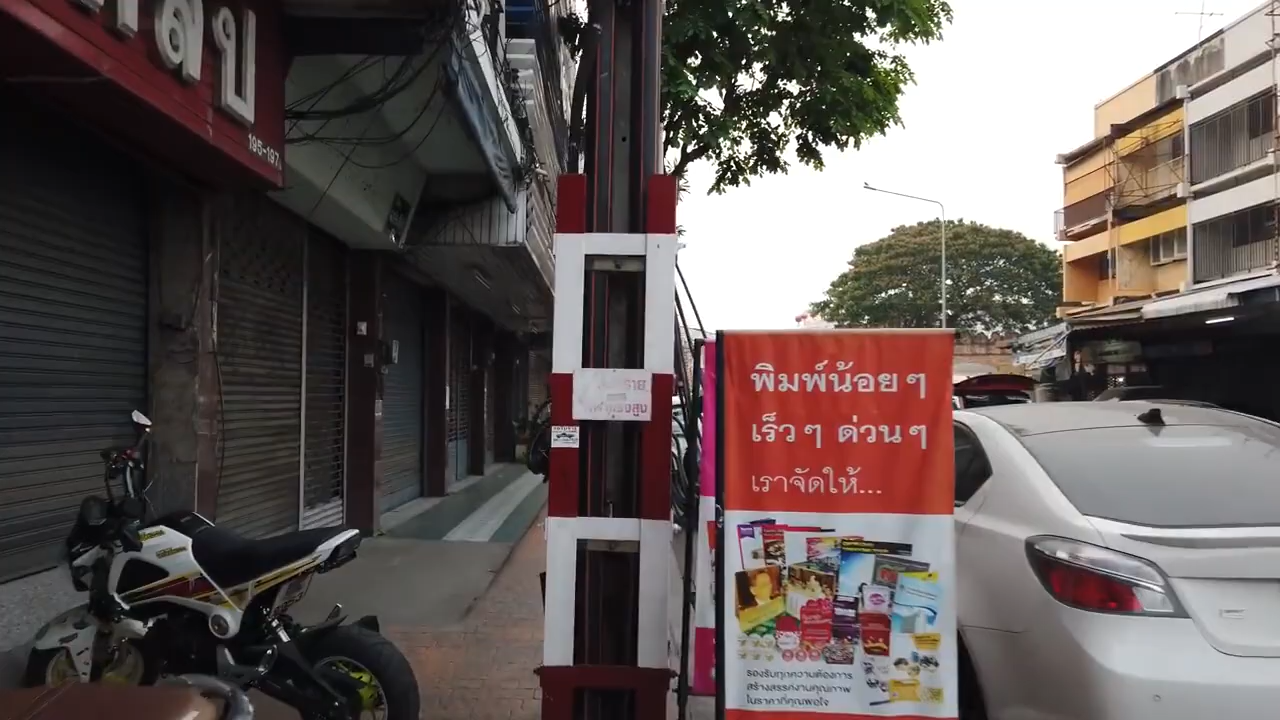 195-197
พิมพ์น้อย ๆ
เร็ว ๆ ด่วน ๆ
เราจัดให้...
รองรับทุกความต้องการ
สร้างสรรค์งานคุณภาพ
ในราคาที่คุณพอใจ